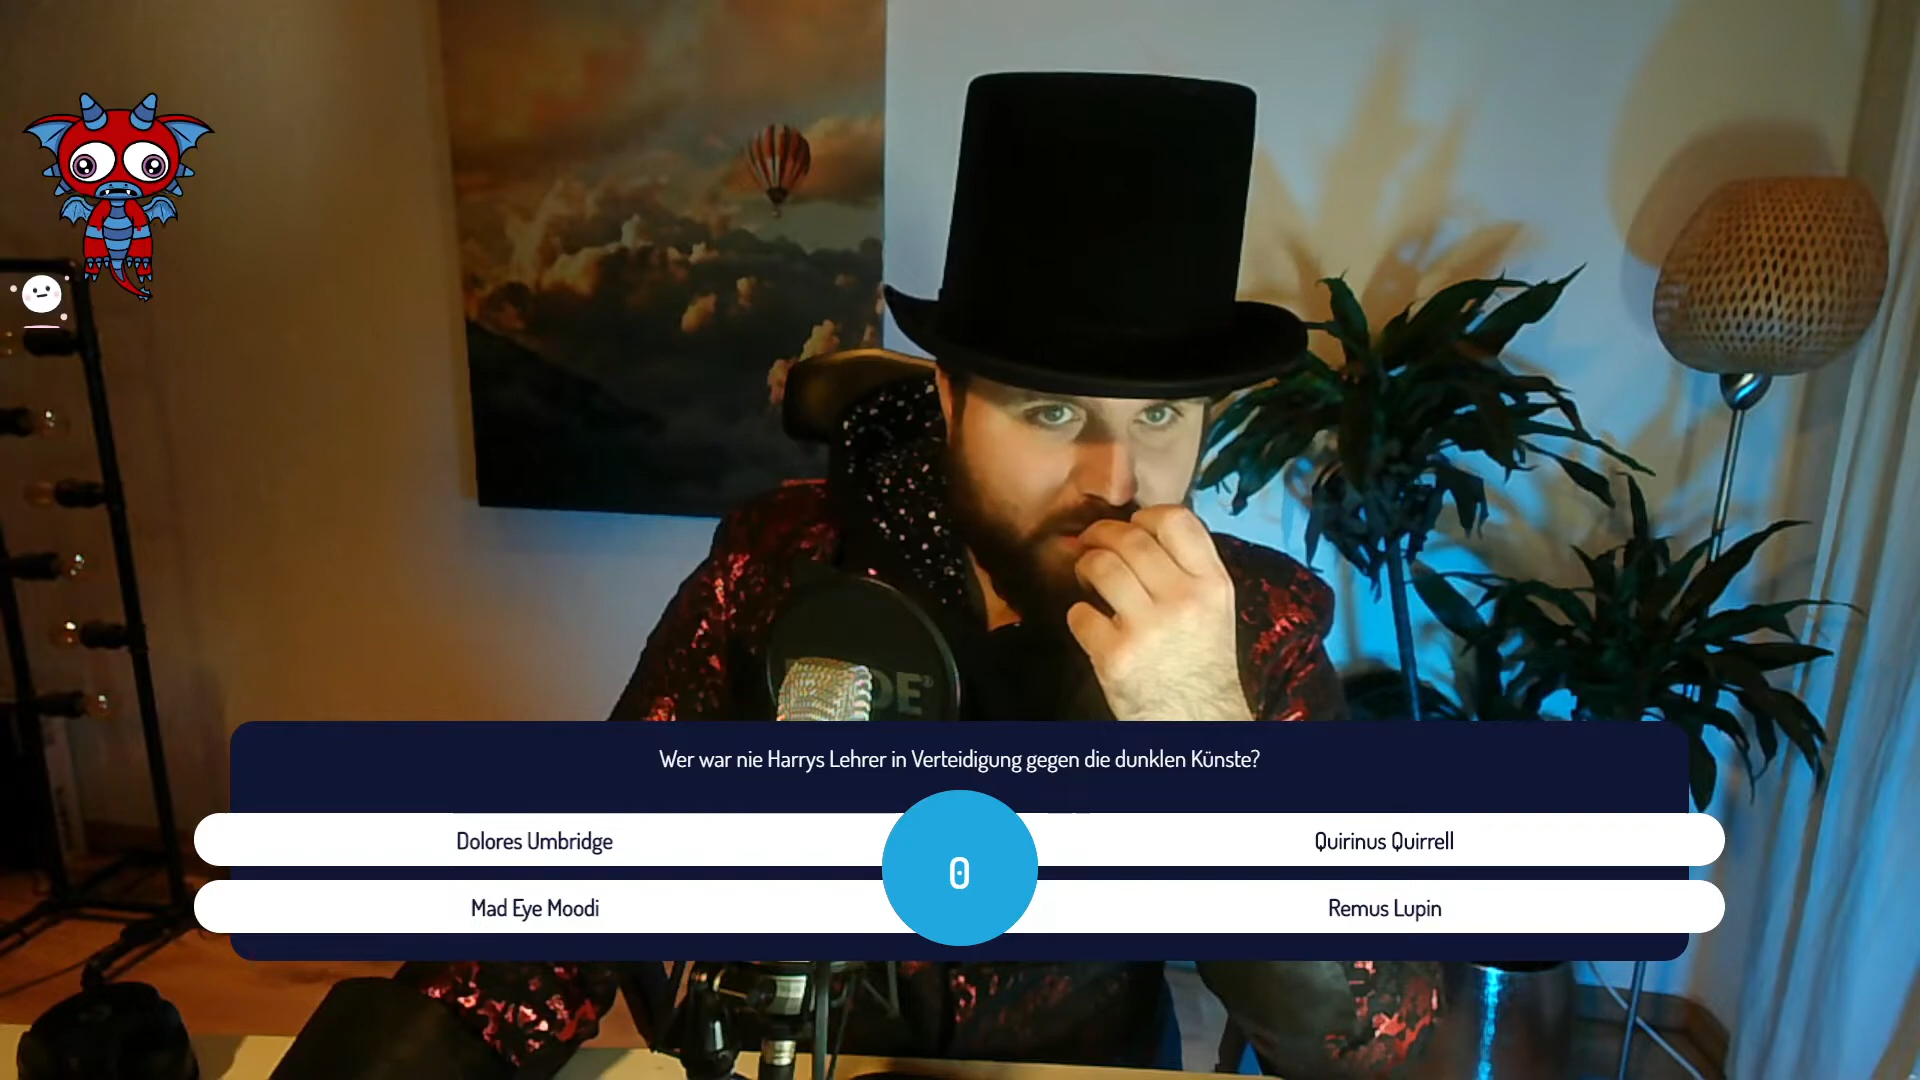 Wer war nie Harrys Lehrer in Verteidigung gegen die dunklen Künste?
Dolores Umbridge
Quirinus Quirrell
0
Mad Eye Moodi
Remus Lupin